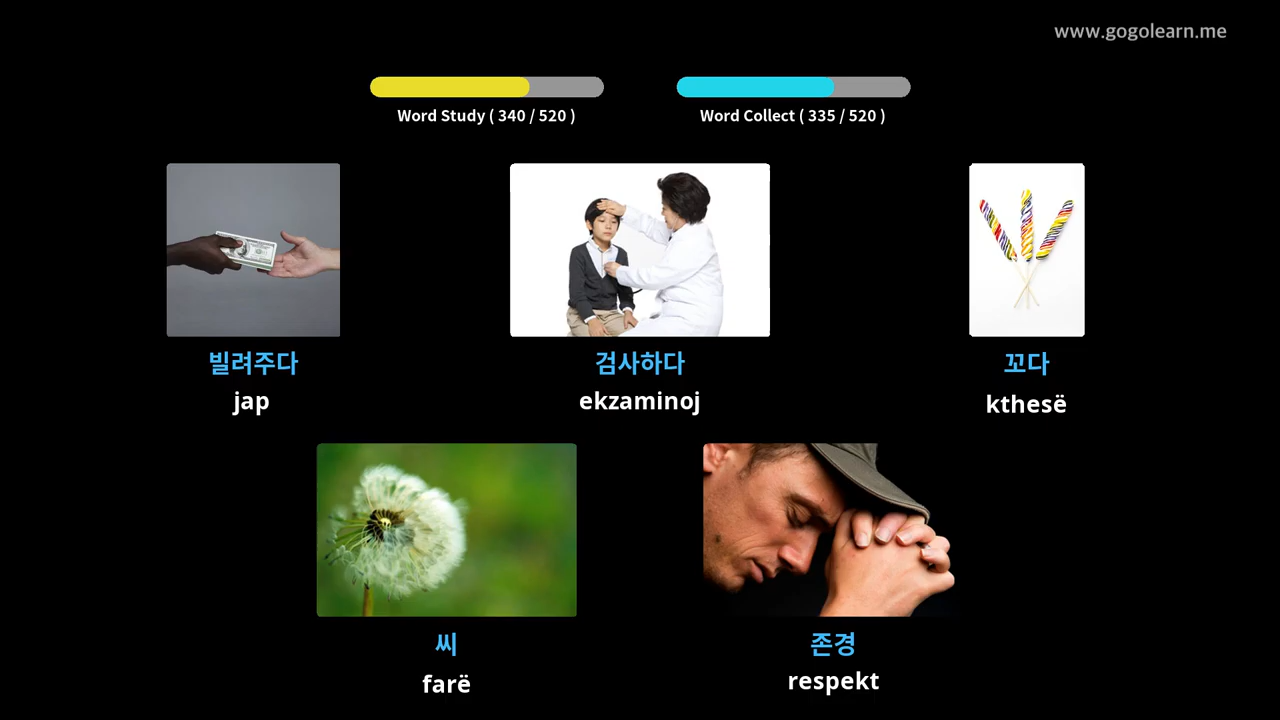 www.gogolearn.me
Word Study ( 340 / 520 )
Word Collect ( 335 / 520 )
빌려주다
jap
검사하다
ekzaminoj
꼬다
kthesë
씨
farë
존경
respekt